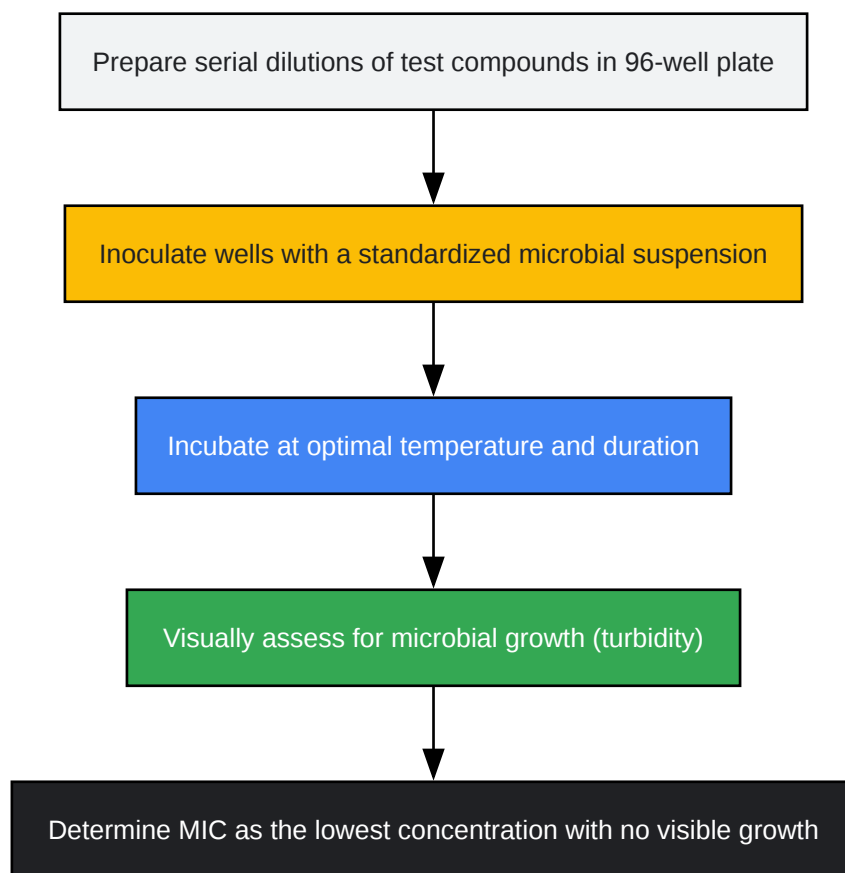 Prepare serial dilutions of test compounds in 96-well plate
Inoculate wells with a standardized microbial suspension
Incubate at optimal temperature and duration
Visually assess for microbial growth (turbidity)
Determine MIC as the lowest concentration with no visible growth